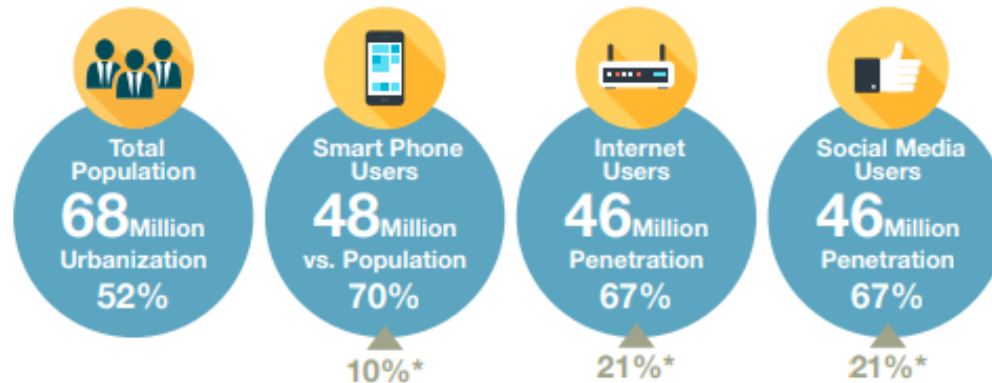 Total
Population
68Million
Urbanization
52%
Smart Phone
Users
48Million
vs. Population
70%
10%*
Internet
Users
46Million
Penetration
67%
21%*
Social Media
Users
46Million
Penetration
67%
21%*